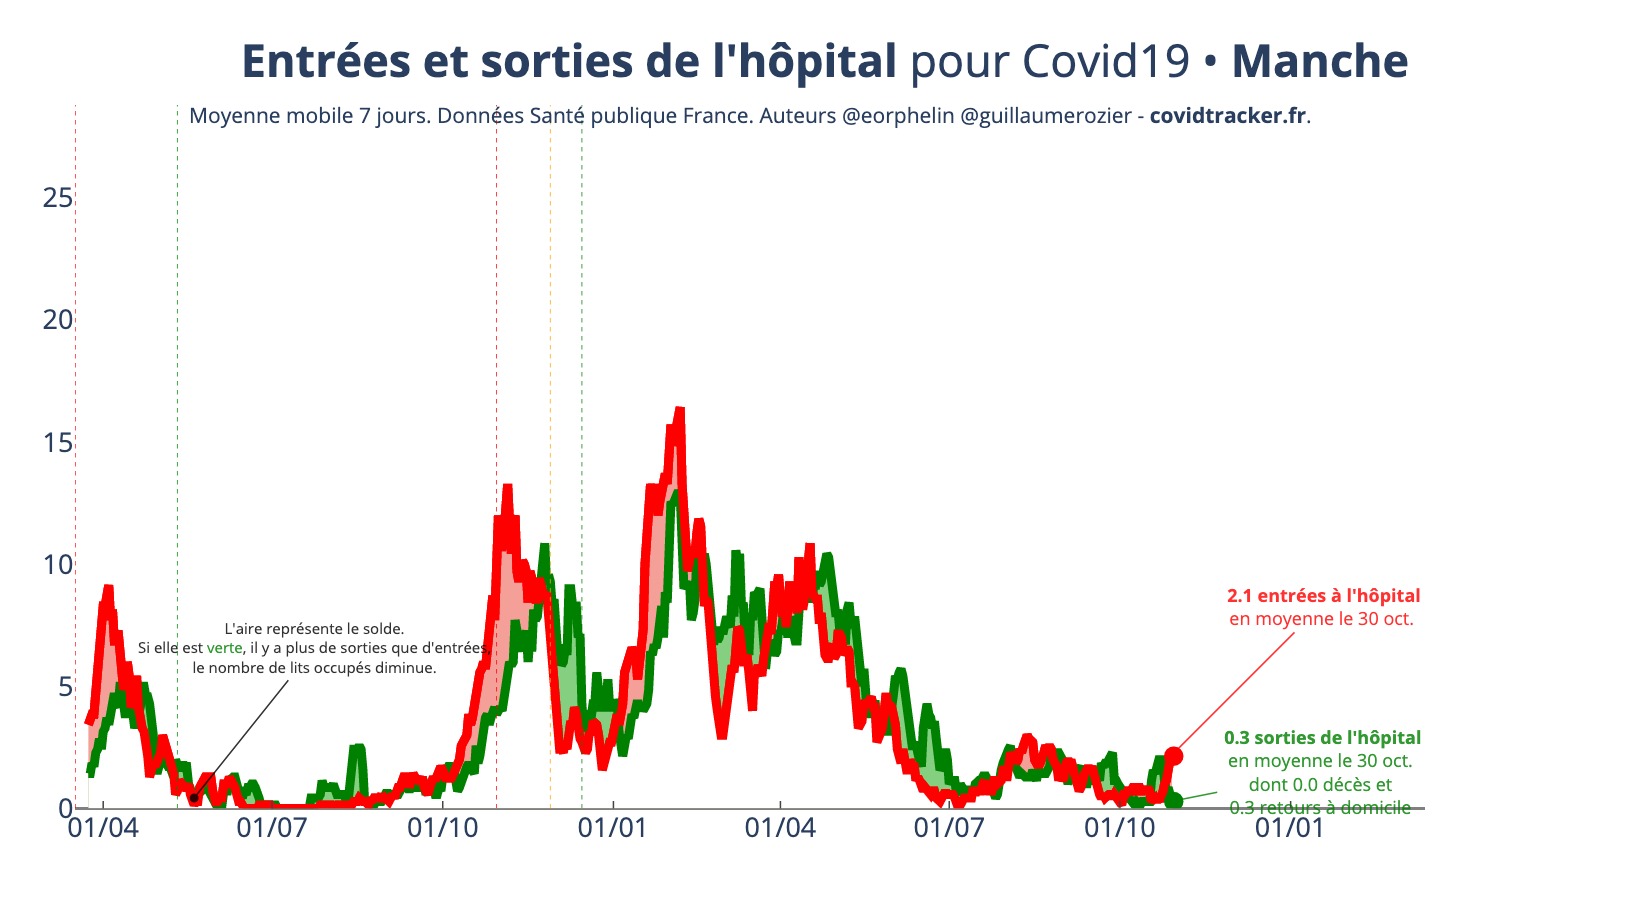 Entrées et sorties de l'hôpital pour Covid19 • Manche
Moyenne mobile 7 jours. Données Santé publique France. Auteurs @eorphelin @guillaumerozier - covidtracker.fr.
25
20
15
10
5
0
L'aire représente le solde.
Si elle est verte, il y a plus de sorties que d'entrées,
le nombre de lits occupés diminue.
2.1 entrées à l'hôpital
en moyenne le 30 oct.
0.3 sorties de l'hôpital
en moyenne le 30 oct.
dont 0.0 décès et
0.3 retours à domicile
01/04 01/07 01/10 01/01 01/04 01/07 01/10 01/01